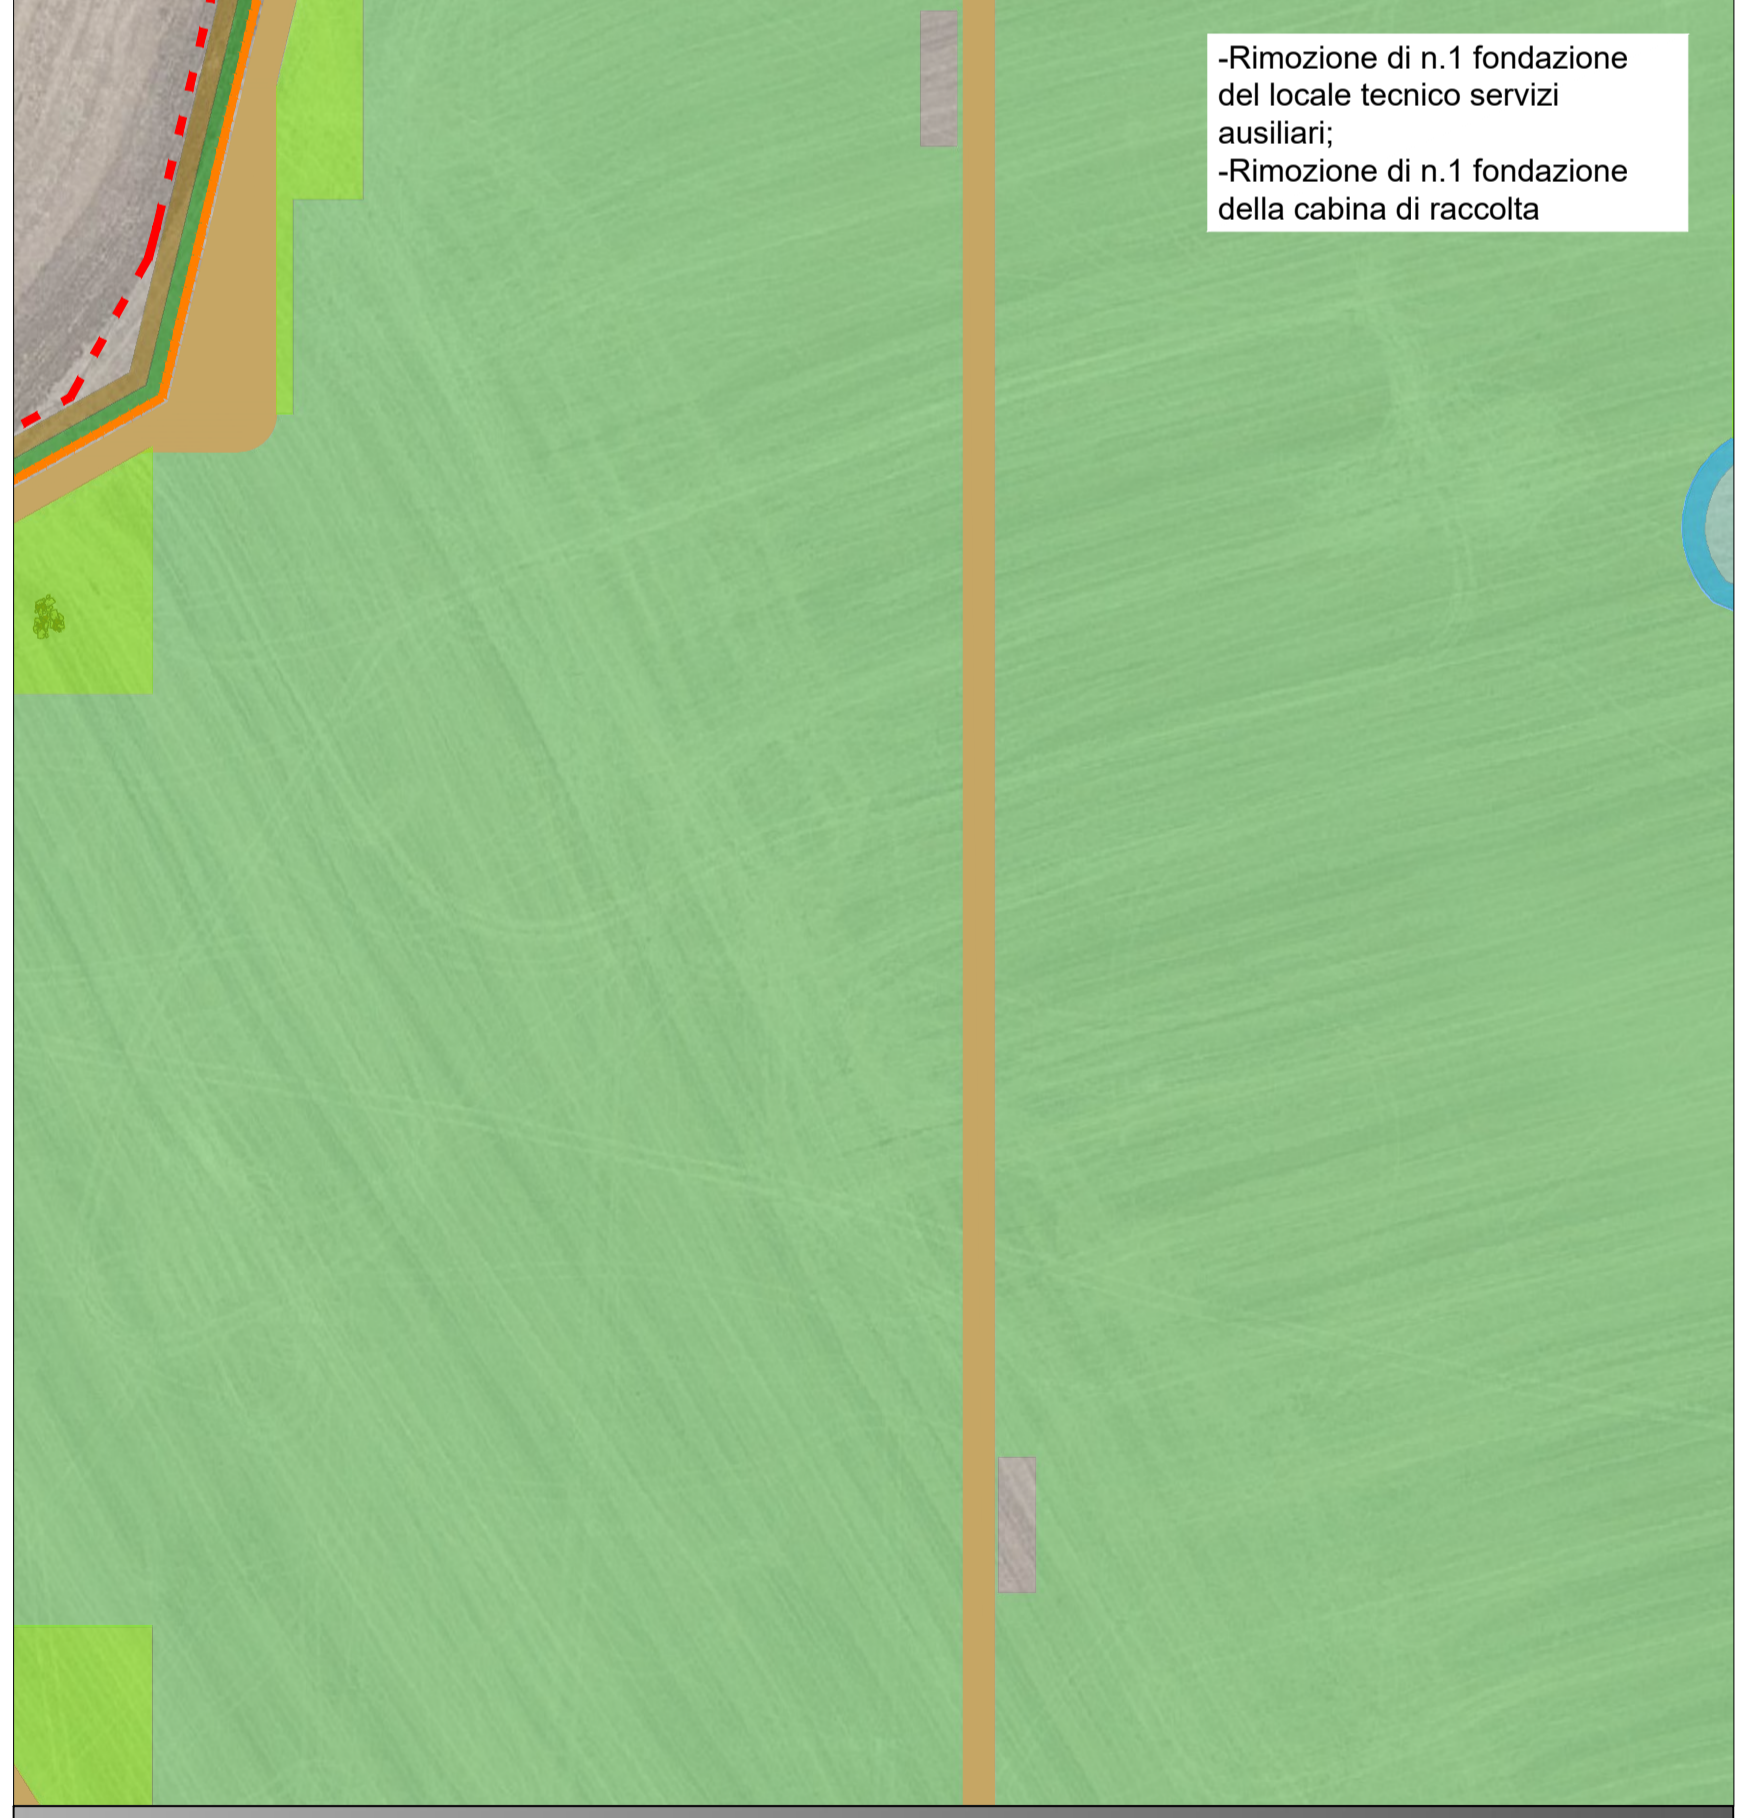 -Rimozione di n.1 fondazione
del locale tecnico servizi
ausiliari;
-Rimozione di n.1 fondazione
della cabina di raccolta